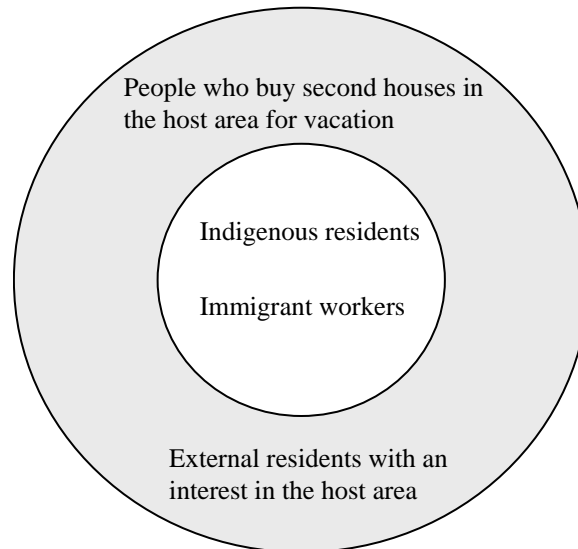 People who buy second houses in
the host area for vacation
Indigenous residents
Immigrant workers
External residents with an
interest in the host area